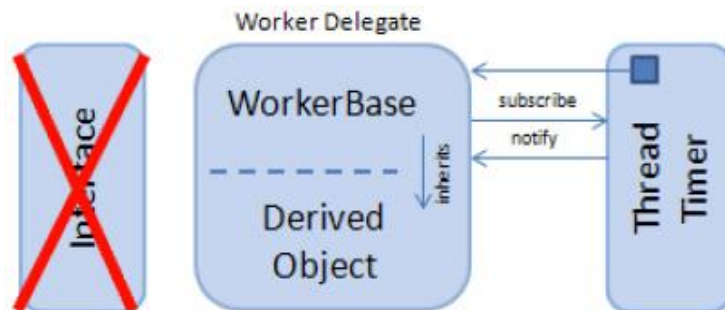 Worker Delegate
Interface
WorkerBase
inherits
Derived
Object
subscribe
notify
Thread
Timer